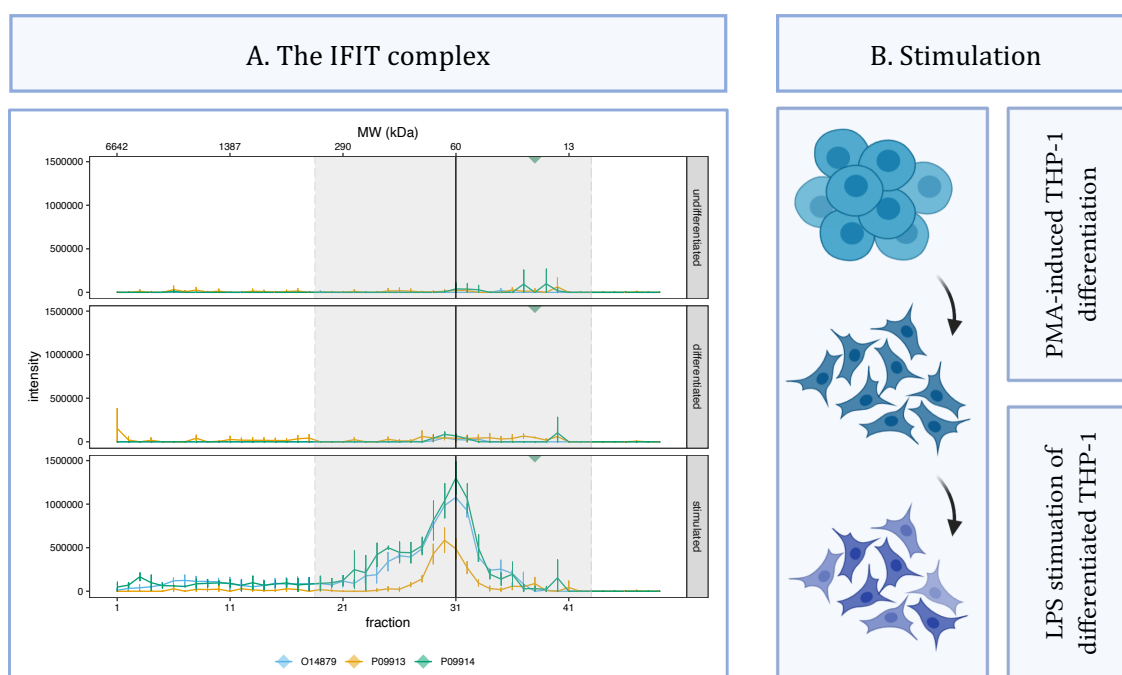 A. The IFIT complex
B. Stimulation
MW (kDa)
6642 1387 290 60 13
1500000
1000000
500000
0
undifferentiated
1500000
1000000
500000
0
differentiated
1500000
1000000
500000
0
stimulated
intensity
1 11 21 31 41
fraction
O14879 P09913 P09914
PMA-induced THP-1
differentiation
LPS stimulation of
differentiated THP-1